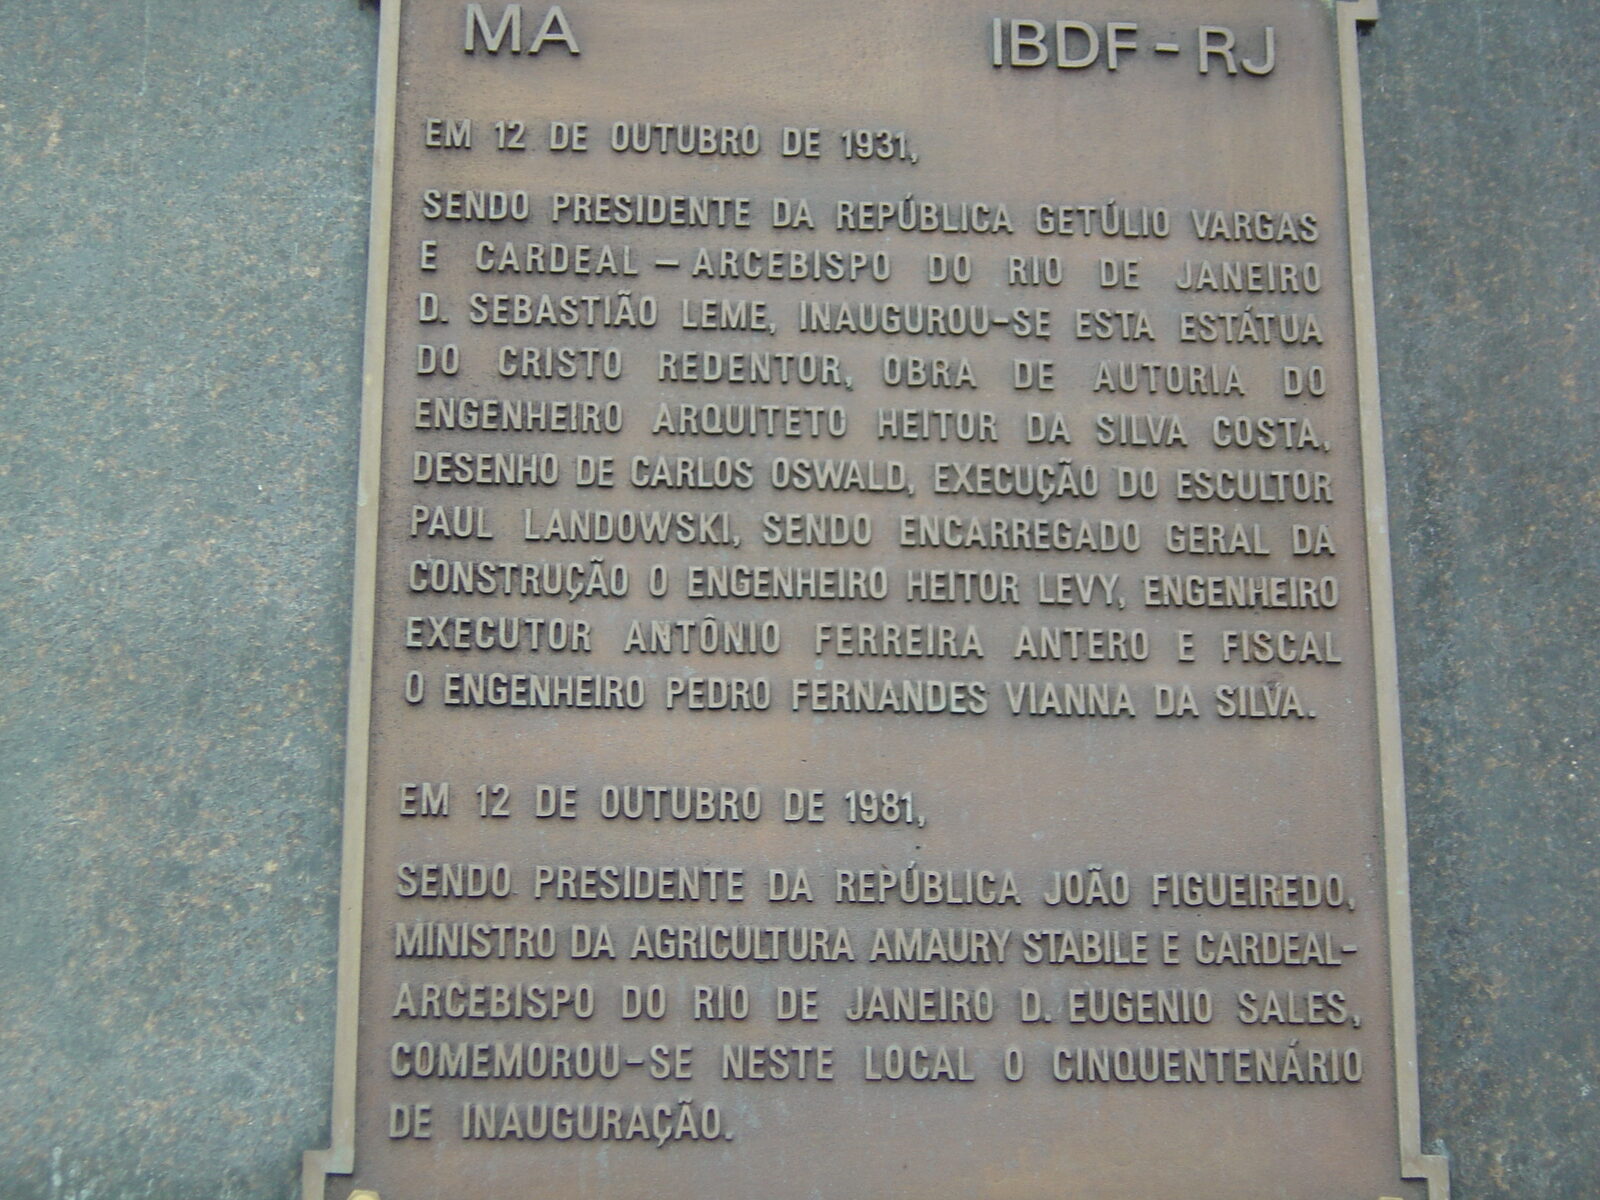 MA IBDF-RJ
EM 12 DE OUTUBRO DE 1931,
SENDO PRESIDENTE DA REPÚBLICA GETÚLIO VARGAS
E CARDEAL – ARCEBISPO DO RIO DE JANEIRO
D. SEBASTIÃO LEME, INAUGUROU-SE ESTA ESTÁTUA
DO CRISTO REDENTOR, OBRA DE AUTORIA DO
ENGENHEIRO ARQUITETO HEITOR DA SILVA COSTA,
DESENHO DE CARLOS OSWALD, EXECUÇÃO DO ESCULTOR
PAUL LANDOWSKI, SENDO ENCARREGADO GERAL DA
CONSTRUÇÃO O ENGENHEIRO HEITOR LEVY, ENGENHEIRO
EXECUTOR ANTÔNIO FERREIRA ANTERO E FISCAL
O ENGENHEIRO PEDRO FERNANDES VIANNA DA SILVA.
EM 12 DE OUTUBRO DE 1981,
SENDO PRESIDENTE DA REPÚBLICA JOÃO FIGUEIREDO,
MINISTRO DA AGRICULTURA AMAURY STABILE E CARDEAL-
ARCEBISPO DO RIO DE JANEIRO D. EUGENIO SALES,
COMEMOROU-SE NESTE LOCAL O CINQUENTENÁRIO
DE INAUGURAÇÃO.